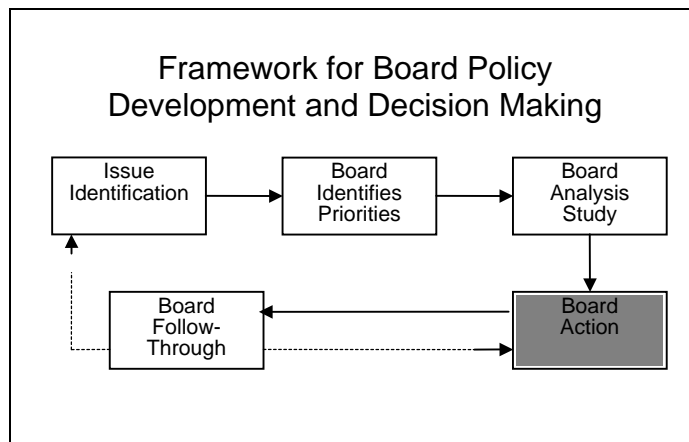 Framework for Board Policy
Development and Decision Making
Issue
Identification
Board
Identifies
Priorities
Board
Analysis
Study
Board
Follow-
Through
Board
Action